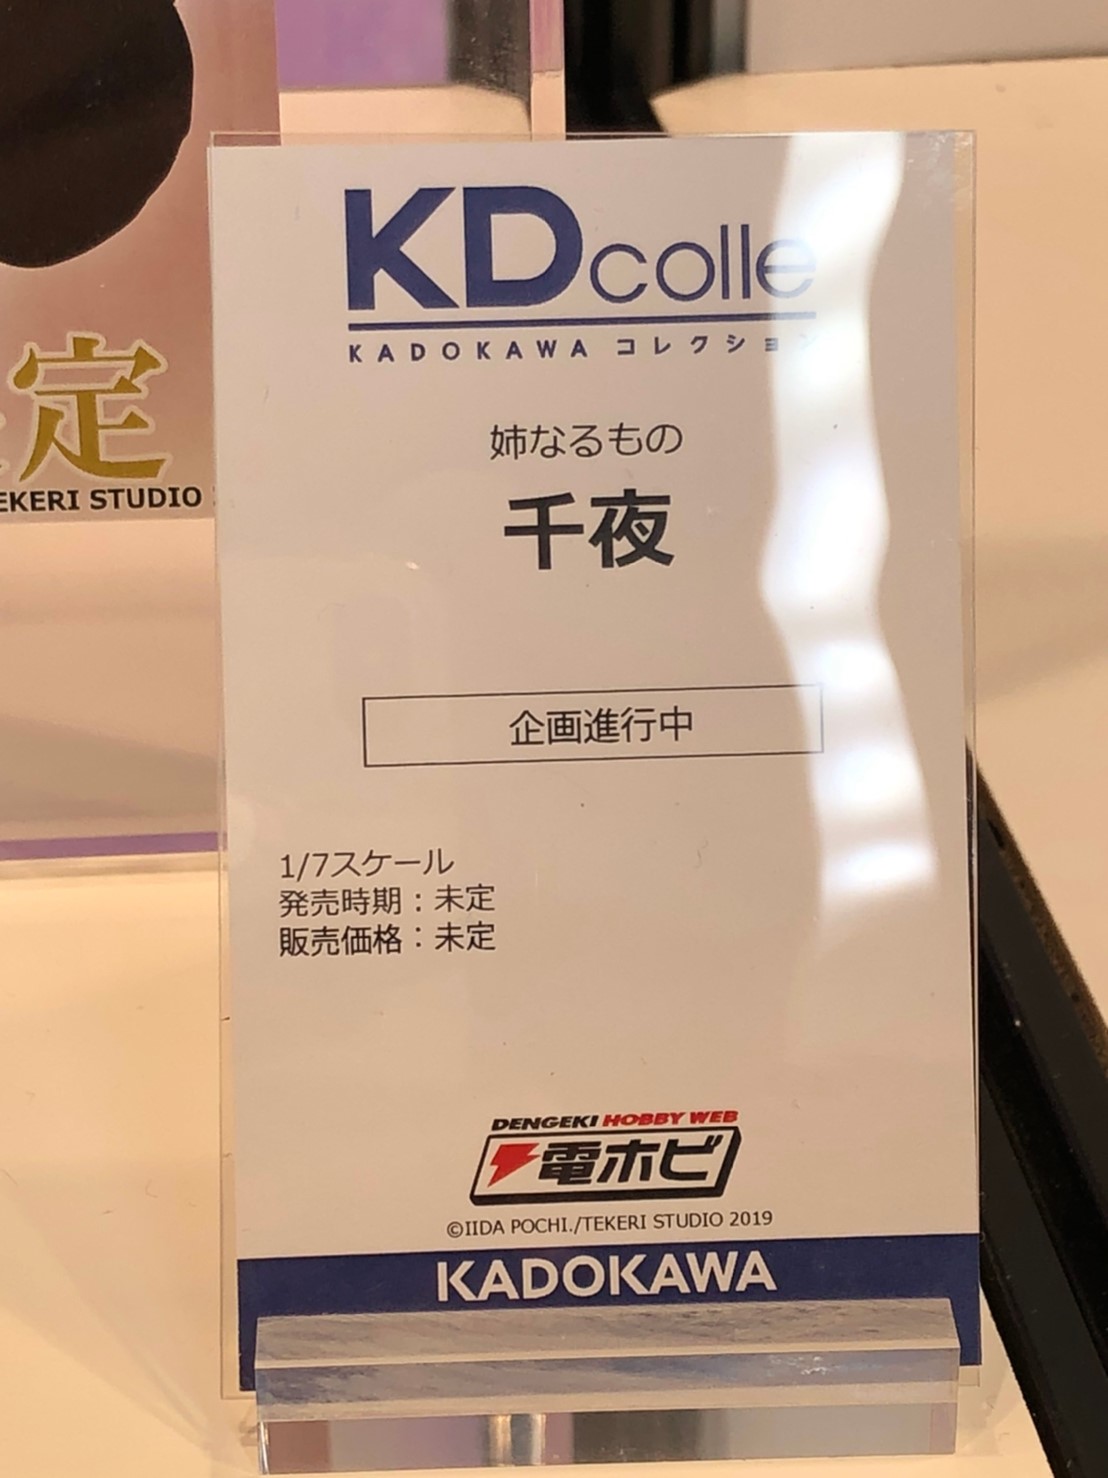 KDcolle
KADOKAWA コレクション
姉なるもの
千夜
企画進行中
1/7スケール
発売時期：未定
販売価格：未定
DENGEKI HOBBY WEB
電ホビ
©IIDA POCHI./TEKERI STUDIO 2019
KADOKAWA
定
EKERI STUDIO